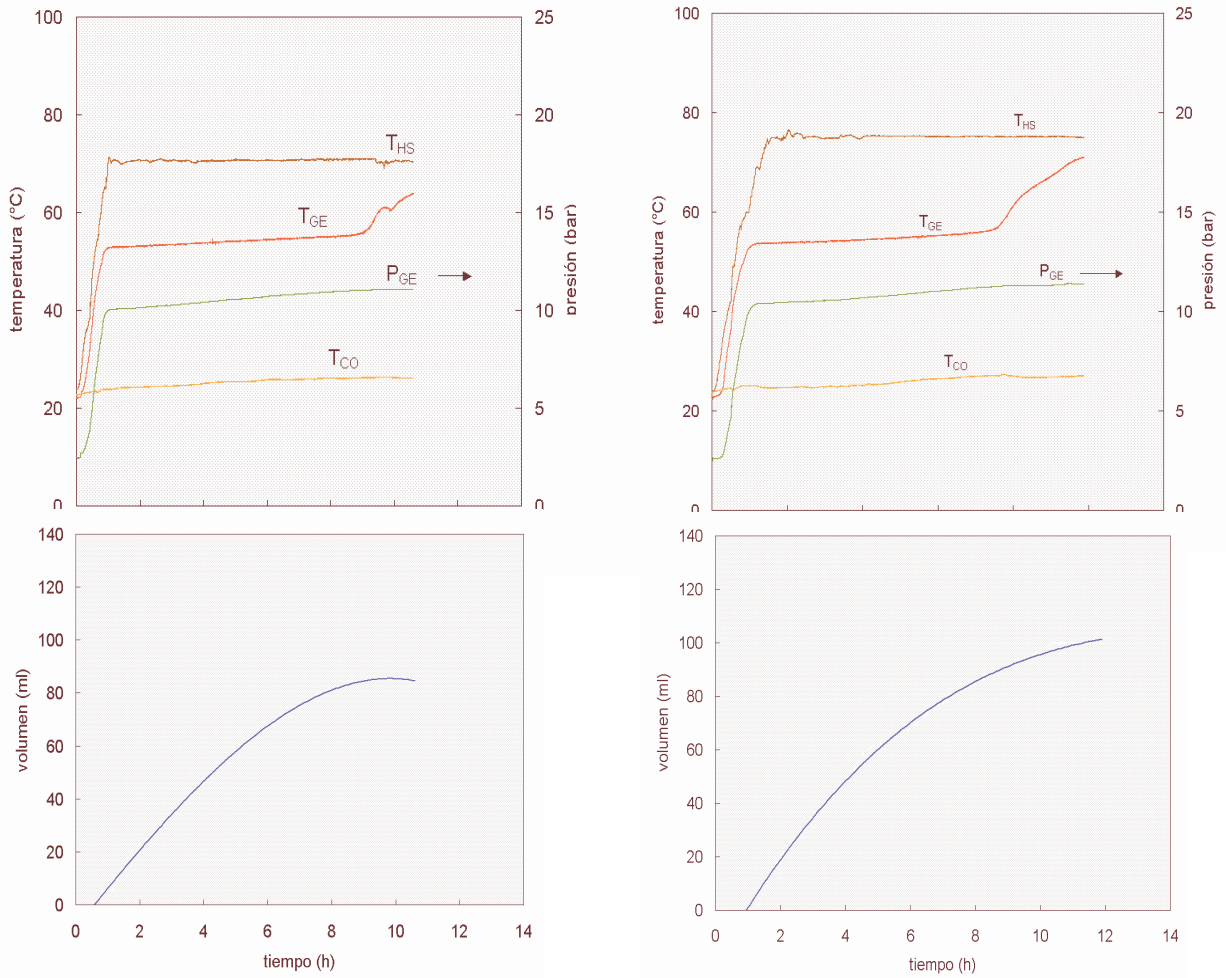 100
80
60
40
20
0
temperatura (°C)
25
20
15
10
5
0
presión (bar)
T_HS
T_GE
P_GE
T_CO
100
80
60
40
20
0
temperatura (°C)
25
20
15
10
5
0
presión (bar)
T_HS
T_GE
P_GE
T_CO
140
120
100
80
60
40
20
0
volumen (ml)
0 2 4 6 8 10 12 14
tiempo (h)
140
120
100
80
60
40
20
0
volumen (ml)
0 2 4 6 8 10 12 14
tiempo (h)